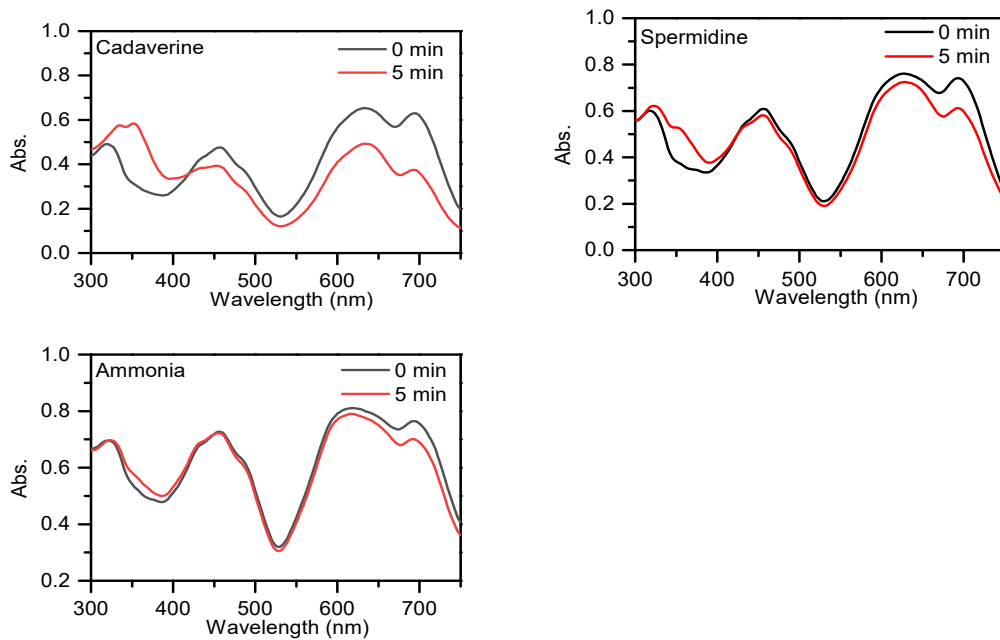 Cadaverine
0 min
5 min
1.0
0.8
0.6
0.4
0.2
0.0
Abs.
300 400 500 600 700
Wavelength (nm)
Spermidine
0 min
5 min
1.0
0.8
0.6
0.4
0.2
0.0
Abs.
300 400 500 600 700
Wavelength (nm)
Ammonia
0 min
5 min
1.0
0.8
0.6
0.4
0.2
Abs.
300 400 500 600 700
Wavelength (nm)